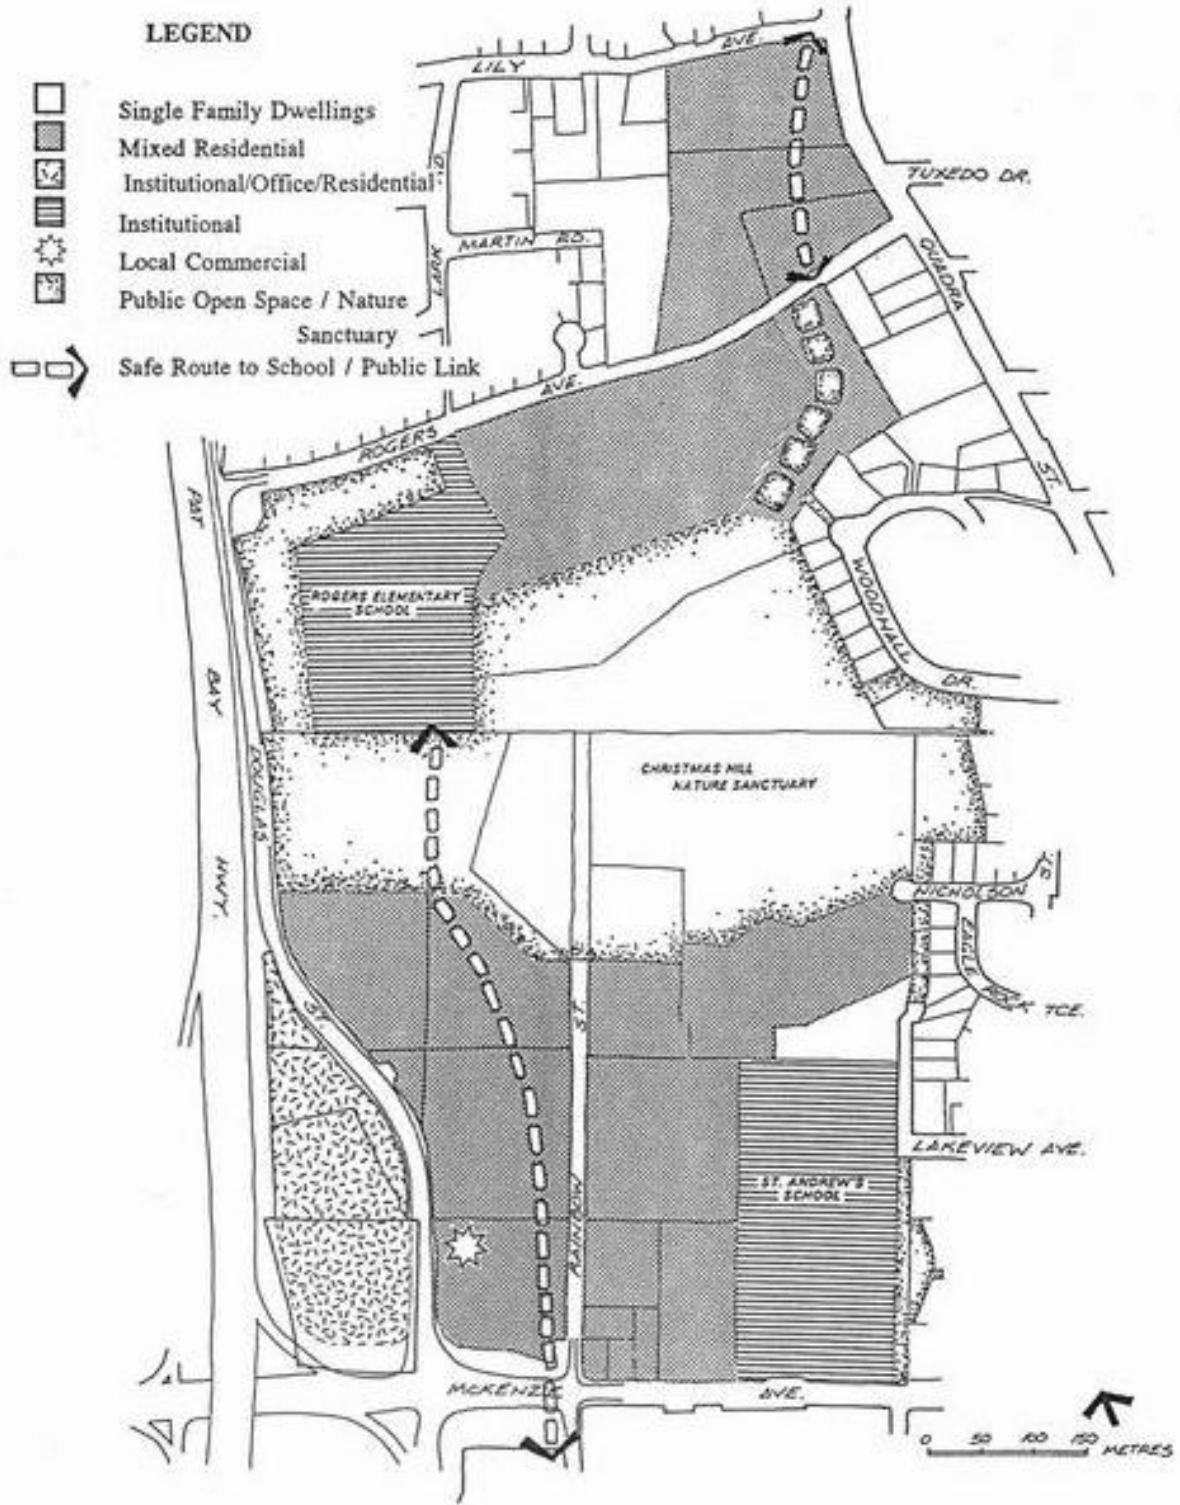 LEGEND
Single Family Dwellings
Mixed Residential
Institutional/Office/Residential
Institutional
Local Commercial
Public Open Space / Nature
Sanctuary
Safe Route to School / Public Link
LILY AVE.
TUXEDO DR.
LARK RD.
MARTIN RD.
QUADRA ST.
ROGERS AVE.
PAT BAY HWY.
WOODHALL DR.
ROGERS ELEMENTARY
SCHOOL
DOUGLAS ST.
CHRISTMAS HILL
NATURE SANCTUARY
NICHOLSON ST.
EAGLE ROCK TCE.
RAINBOW ST.
LAKEVIEW AVE.
ST. ANDREW'S
SCHOOL
MCKENZIE AVE.
0 50 100 150 METRES